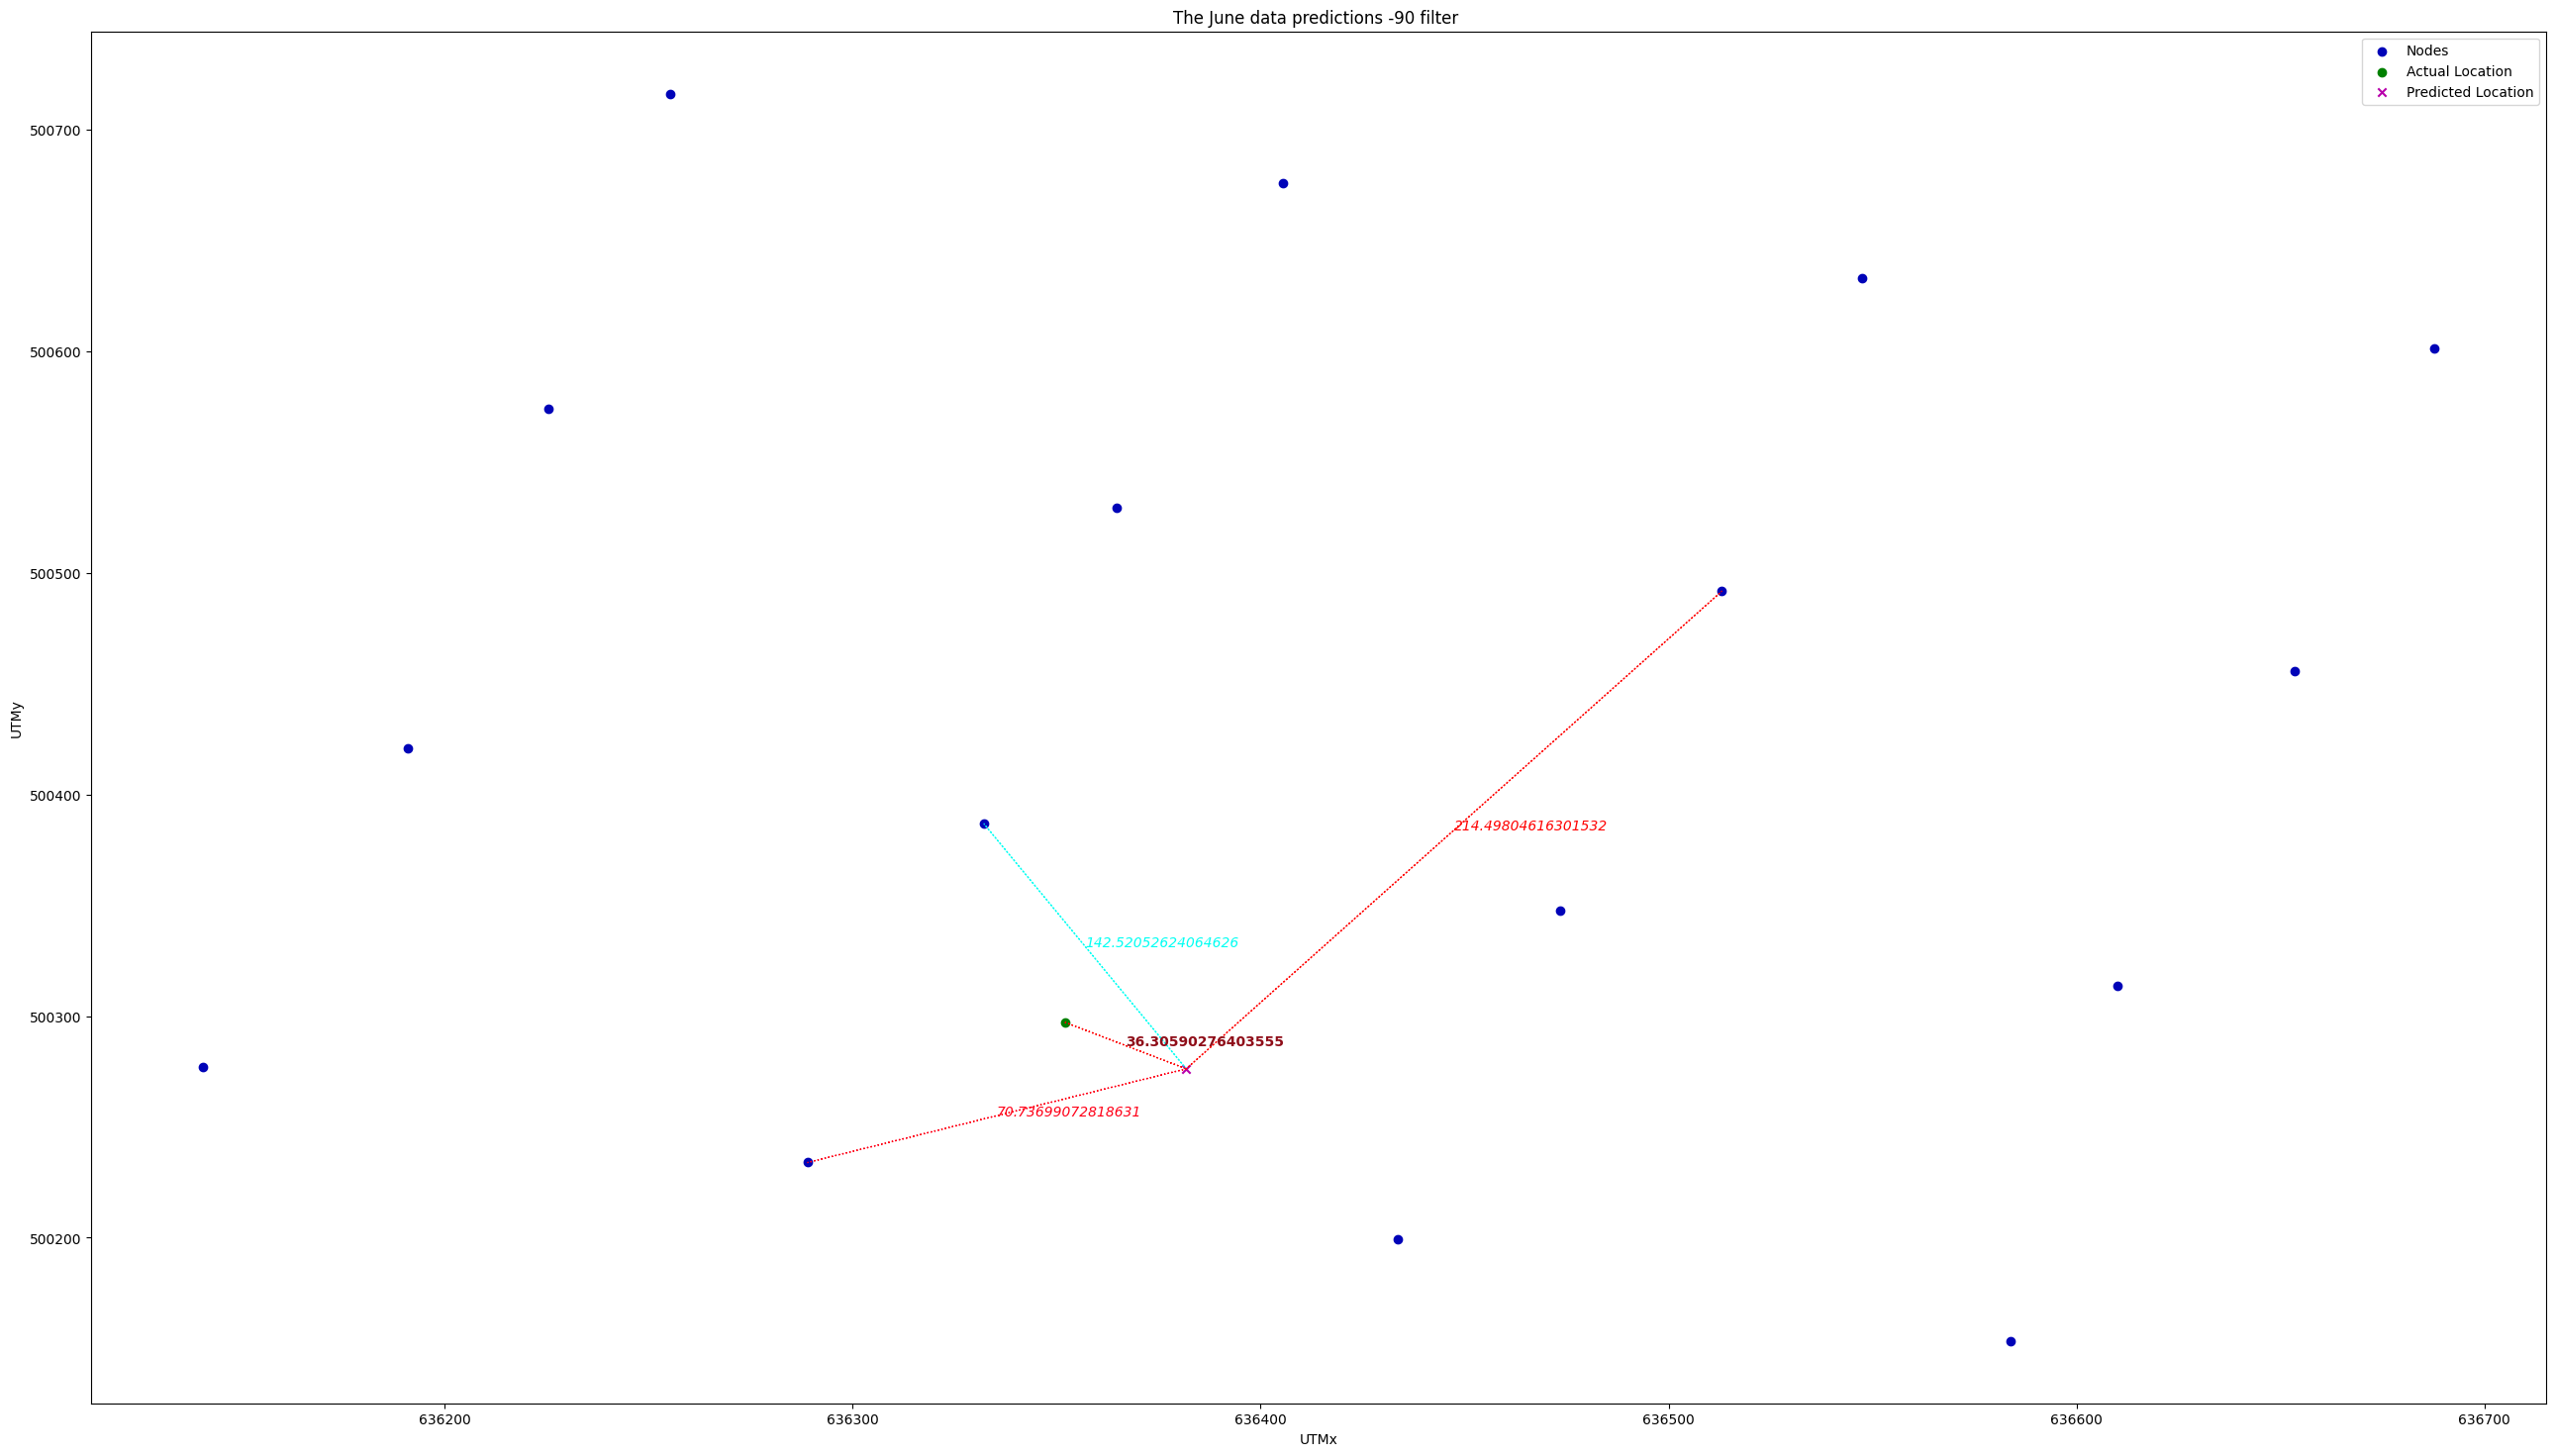 The June data predictions -90 filter
Nodes
Actual Location
Predicted Location
500700
500600
500500
500400
500300
500200
UTMy
214.49804616301532
142.52052624064626
36.30590276403555
70.73699072818631
636200
636300
636400
636500
636600
636700
UTMx